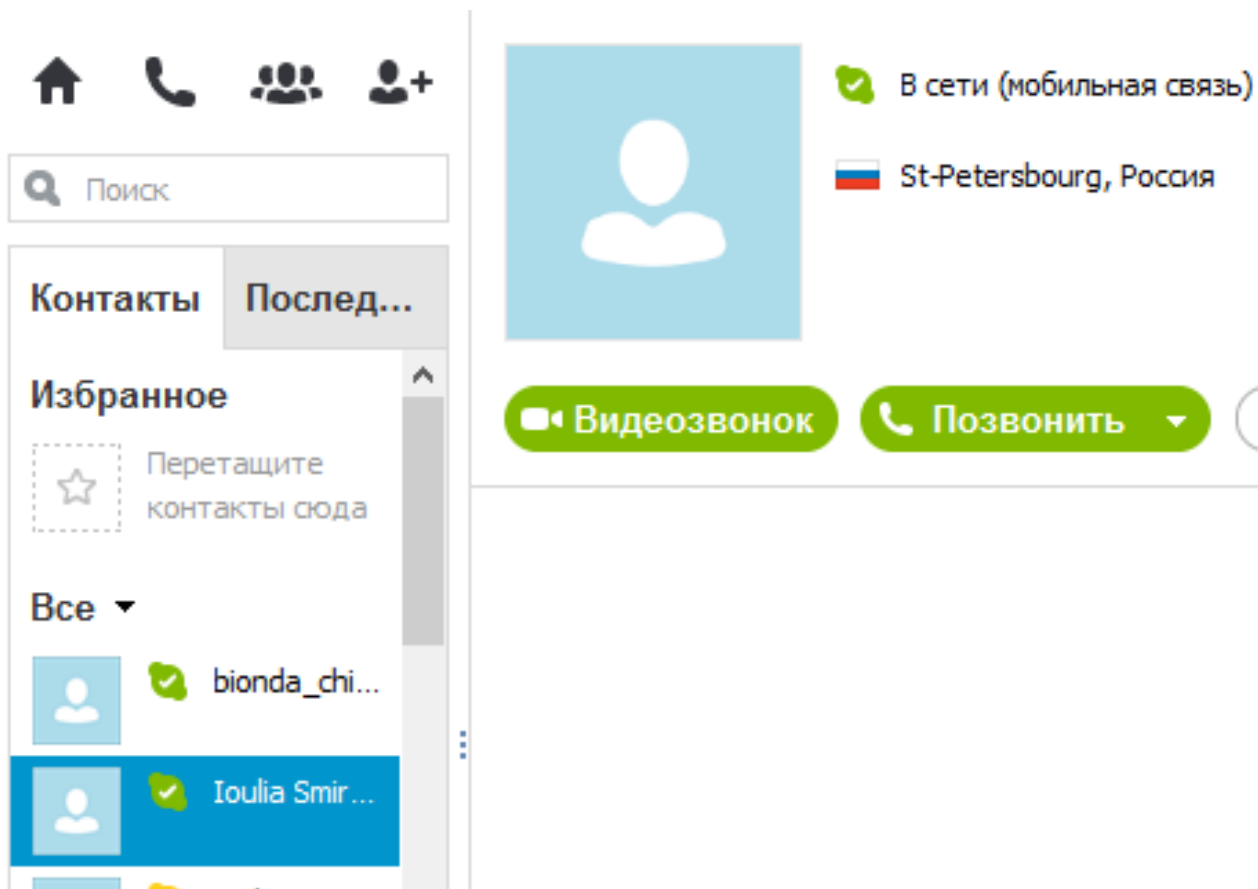 Поиск
Контакты
Послед...
Избранное
Перетащите
контакты сюда
Все
bionda_chi...
Ioulia Smir...
В сети (мобильная связь)
St-Petersbourg, Россия
Видеозвонок
Позвонить